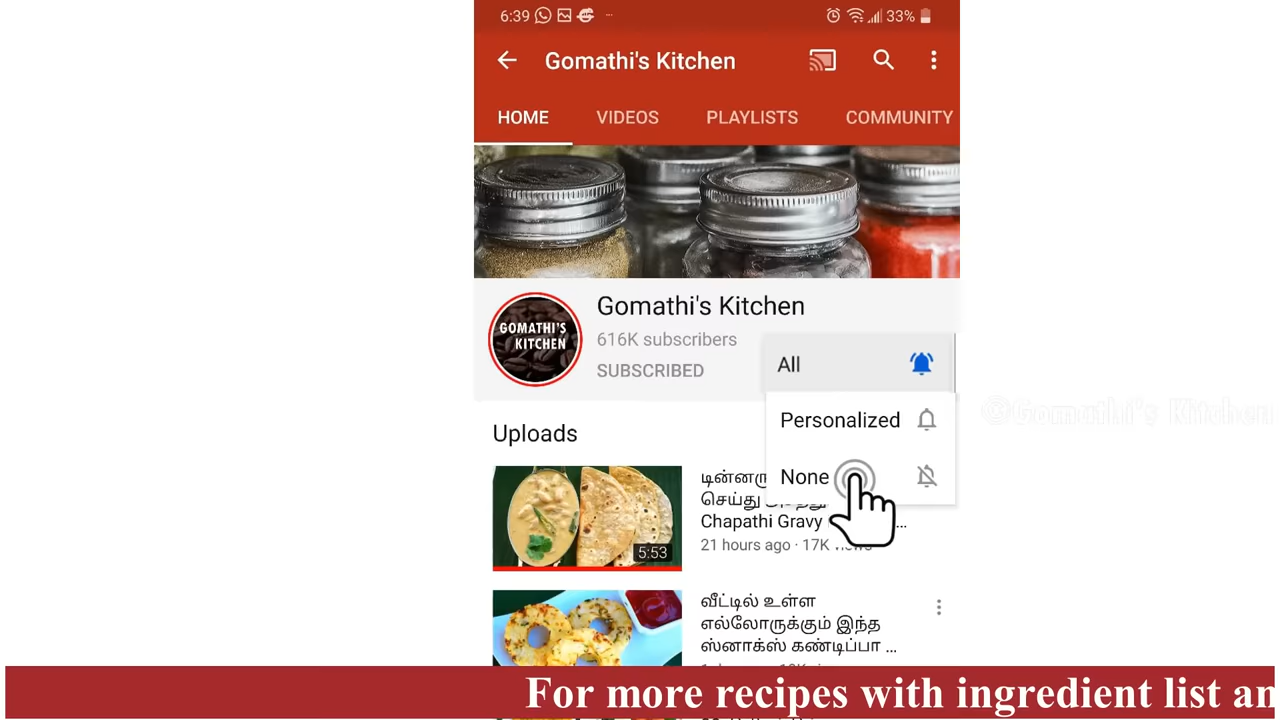 6:39
33%
Gomathi's Kitchen
HOME VIDEOS PLAYLISTS COMMUNITY
GOMATHI'S
KITCHEN
Gomathi's Kitchen
616K subscribers
SUBSCRIBED
All
Personalized
None
Uploads
5:53
செய்து
Chapathi Gravy ...
21 hours ago · 17K views
வீட்டில் உள்ள
எல்லோருக்கும் இந்த
ஸ்னாக்ஸ் கண்டிப்பா ...
@Gomathi's Kitchen
For more recipes with ingredient list an